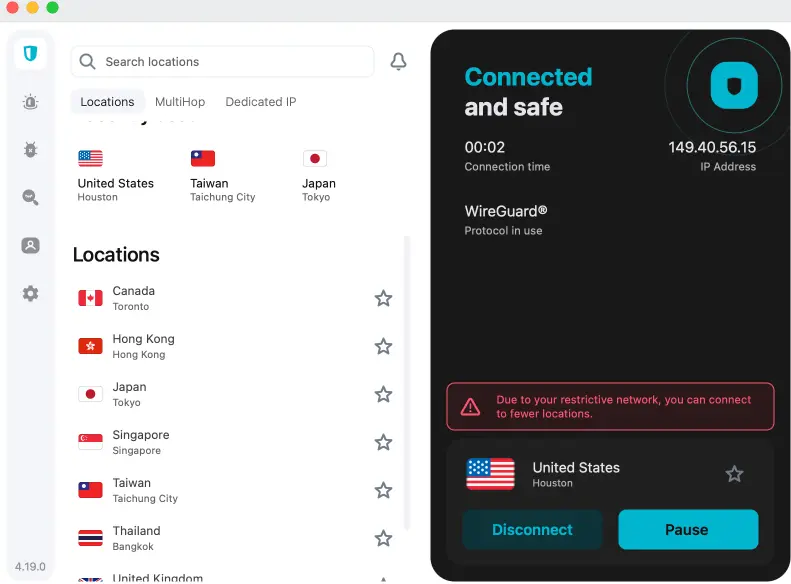 Search locations
Locations
MultiHop
Dedicated IP
United States
Houston
Taiwan
Taichung City
Japan
Tokyo
Locations
Canada
Toronto
Hong Kong
Hong Kong
Japan
Tokyo
Singapore
Singapore
Taiwan
Taichung City
Thailand
Bangkok
United Kingdom
4.19.0
Connected
and safe
00:02
Connection time
149.40.56.15
IP Address
WireGuard®
Protocol in use
Due to your restrictive network, you can connect
to fewer locations.
United States
Houston
Disconnect
Pause